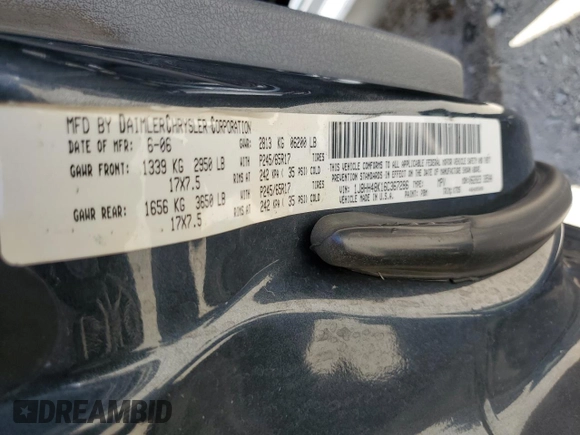 MFD BY DAIMLERCHRYSLER CORPORATION
DATE OF MFR: 6-06 GVWR: 2813 KG 06200 LB
GAWR FRONT: 1339 KG 2950 LB P245/65R17 TIRES
17X7.5 RIMS AT 242 KPA ( 35 PSI) COLD
GAWR REAR: 1656 KG 3650 LB P245/65R17 TIRES
17X7.5 RIMS AT 242 KPA ( 35 PSI) COLD
THIS VEHICLE CONFORMS TO ALL APPLICABLE FEDERAL MOTOR VEHICLE SAFETY AND
THEFT PREVENTION STANDARDS IN EFFECT ON THE DATE OF MANUFACTURE SHOWN ABOVE.
VIN: TYPE: MPV
VEHICLE MADE IN U.S.A. PAINT:
DREAMBID